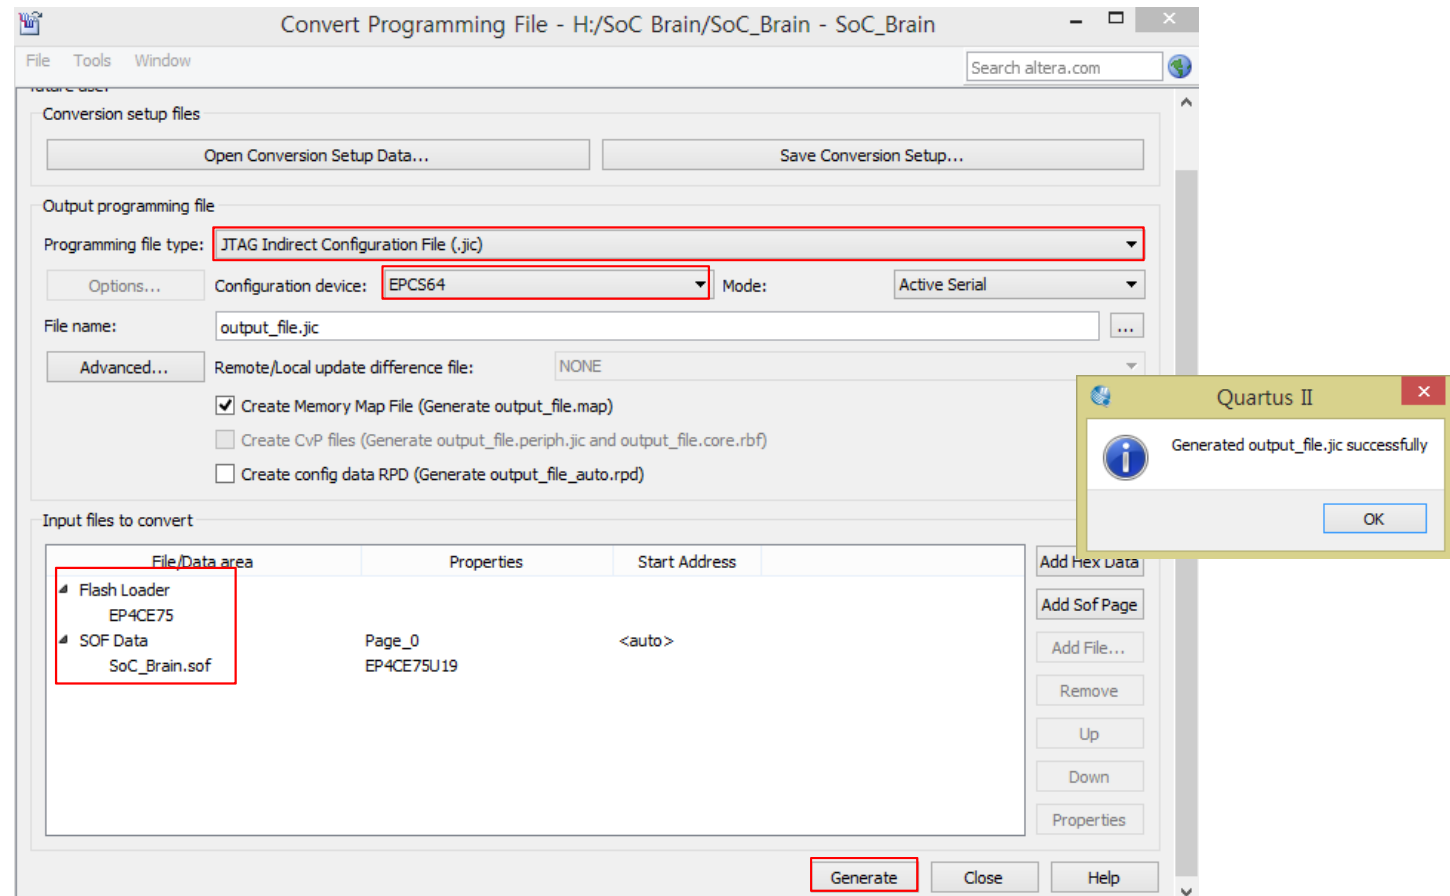 Convert Programming File - H:/SoC Brain/SoC_Brain - SoC_Brain
File Tools Window
Search altera.com
future use.
Conversion setup files
Open Conversion Setup Data... Save Conversion Setup...
Output programming file
Programming file type: JTAG Indirect Configuration File (.jic)
Options... Configuration device: EPCS64 Mode: Active Serial
File name: output_file.jic ...
Advanced... Remote/Local update difference file: NONE
Create Memory Map File (Generate output_file.map)
Create CvP files (Generate output_file.periph.jic and output_file.core.rbf)
Create config data RPD (Generate output_file_auto.rpd)
Quartus II
Generated output_file.jic successfully
OK
Input files to convert
File/Data area Properties Start Address
Flash Loader
EP4CE75
SOF Data Page_0 <auto>
SoC_Brain.sof EP4CE75U19
Add Hex Data
Add Sof Page
Add File...
Remove
Up
Down
Properties
Generate Close Help